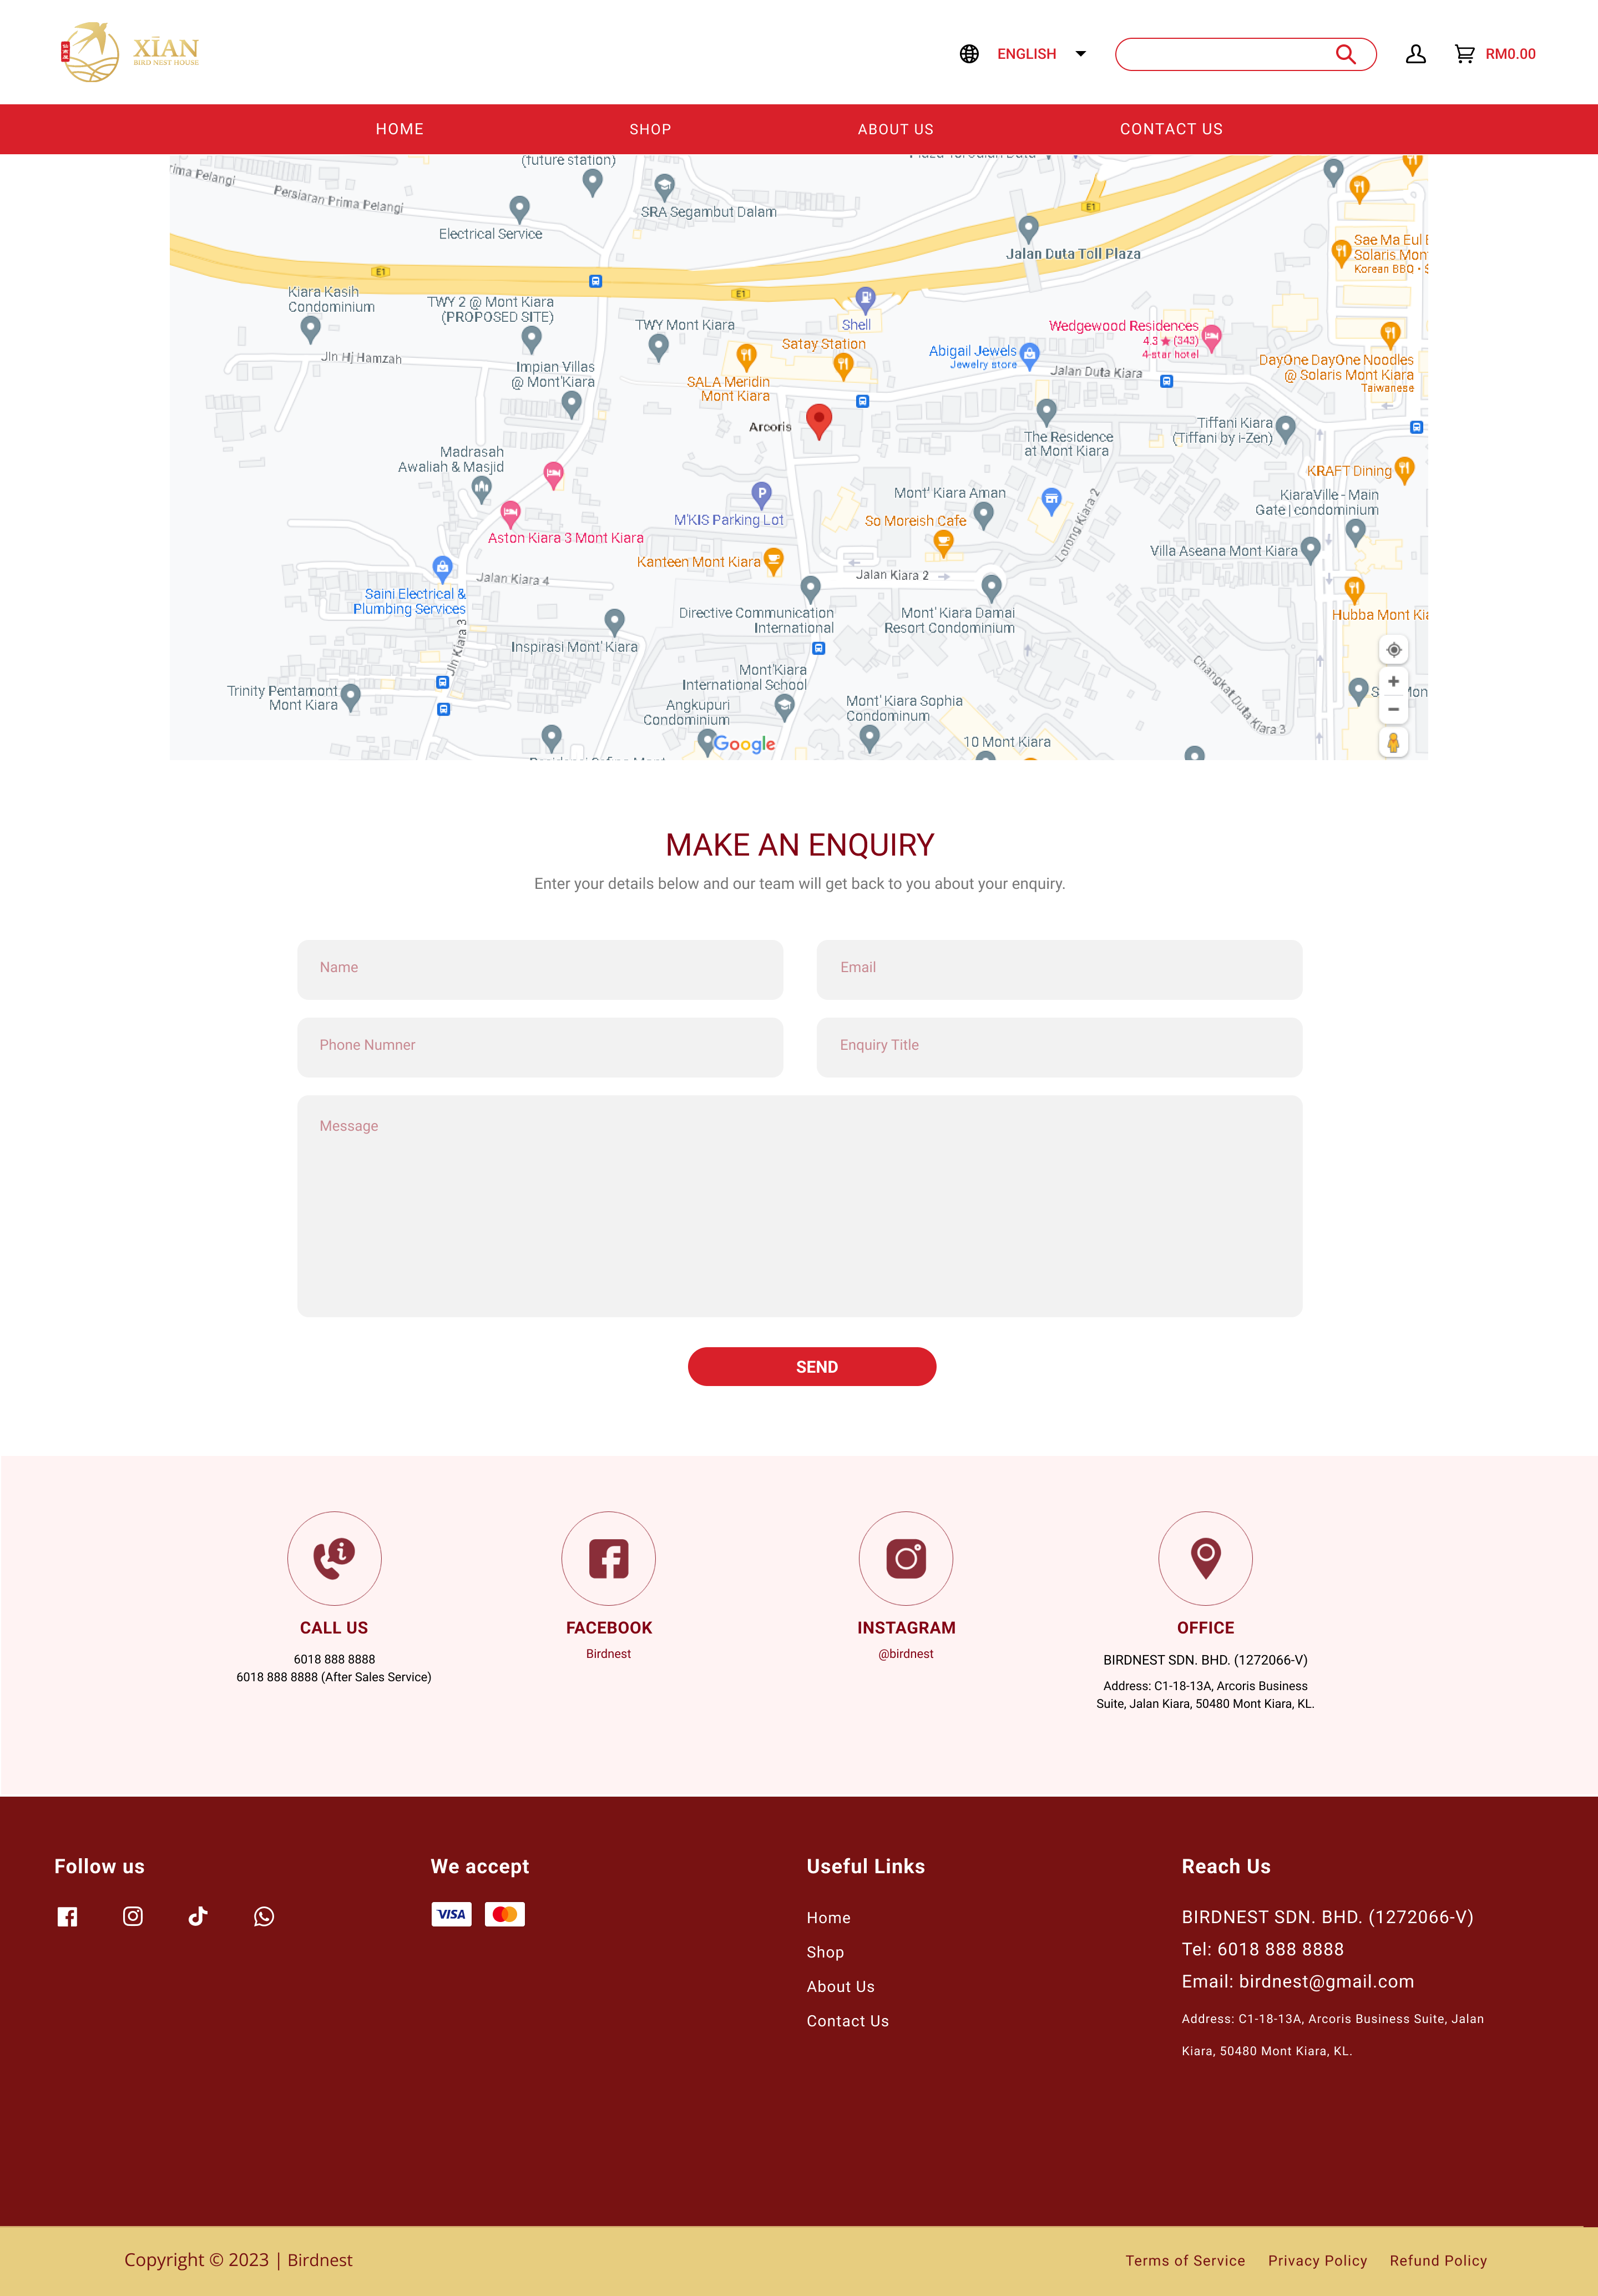 XĪAN
BIRD NEST HOUSE
ENGLISH
RM0.00
HOME
SHOP
ABOUT US
CONTACT US
(future station)
rima Pelangi
Persiaran Prima Pelangi
SRA Segambut Dalam
Electrical Service
E1
Jalan Duta Toll Plaza
Sae Ma Eul
Solaris Mon
Korean BBQ
E1
E1
Kiara Kasih
Condominium
TWY 2 @ Mont Kiara
(PROPOSED SITE)
TWY Mont Kiara
Shell
Satay Station
Wedgewood Residences
4.3 ★ (343)
4-star hotel
Abigail Jewels
Jewelry store
Jalan Duta Kiara
DayOne DayOne Noodles
@ Solaris Mont Kiara
Taiwanese
Jln Hj Hamzah
Impian Villas
@ Mont'Kiara
SALA Meridin
Mont Kiara
Arcoris
The Residence
at Mont Kiara
Tiffani Kiara
(Tiffani by i-Zen)
Madrasah
Awaliah & Masjid
KRAFT Dining
KiaraVille - Main
Gate | condominium
P
M'KIS Parking Lot
Mont' Kiara Aman
So Moreish Cafe
Lorong Kiara 2
Aston Kiara 3 Mont Kiara
Villa Aseana Mont Kiara
Kanteen Mont Kiara
Jalan Kiara 4
Jalan Kiara 2
Saini Electrical &
Plumbing Services
Directive Communication
International
Mont' Kiara Damai
Resort Condominium
Hubba Mont Kia
Jln Kiara 3
Inspirasi Mont' Kiara
Mont'Kiara
International School
Changkat Duta Kiara 3
Trinity Pentamont
Mont Kiara
Angkupuri
Condominium
Mont' Kiara Sophia
Condominum
Google
10 Mont Kiara
MAKE AN ENQUIRY
Enter your details below and our team will get back to you about your enquiry.
Name
Email
Phone Numner
Enquiry Title
Message
SEND
CALL US
6018 888 8888
6018 888 8888 (After Sales Service)
FACEBOOK
Birdnest
INSTAGRAM
@birdnest
OFFICE
BIRDNEST SDN. BHD. (1272066-V)
Address: C1-18-13A, Arcoris Business
Suite, Jalan Kiara, 50480 Mont Kiara, KL.
Follow us
We accept
VISA
Useful Links
Home
Shop
About Us
Contact Us
Reach Us
BIRDNEST SDN. BHD. (1272066-V)
Tel: 6018 888 8888
Email: birdnest@gmail.com
Address: C1-18-13A, Arcoris Business Suite, Jalan
Kiara, 50480 Mont Kiara, KL.
Copyright © 2023 | Birdnest
Terms of Service
Privacy Policy
Refund Policy